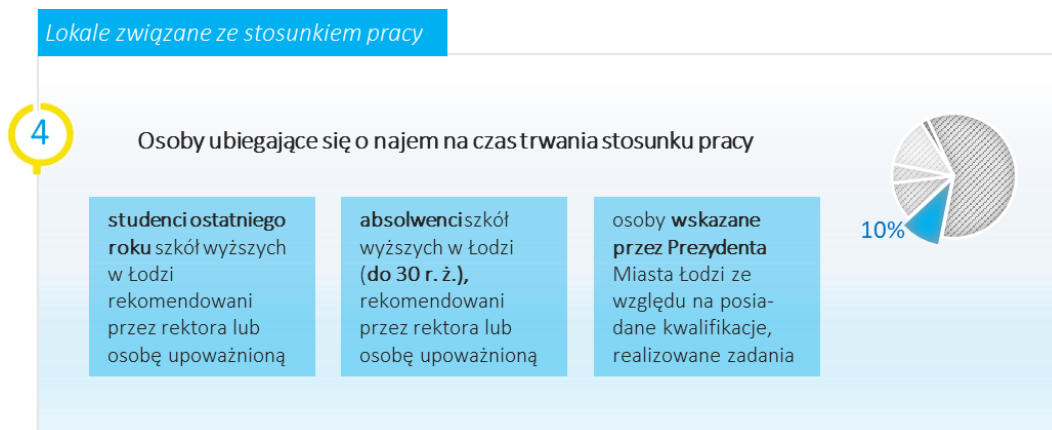 Lokale związane ze stosunkiem pracy
4
Osoby ubiegające się o najem na czas trwania stosunku pracy
studenci ostatniego
roku szkół wyższych
w Łodzi
rekomendowani
przez rektora lub
osobę upoważnioną
absolwenci szkół
wyższych w Łodzi
(do 30 r. ż.),
rekomendowani
przez rektora lub
osobę upoważnioną
osoby wskazane
przez Prezydenta
Miasta Łodzi ze
względu na posia-
dane kwalifikacje,
realizowane zadania
10%